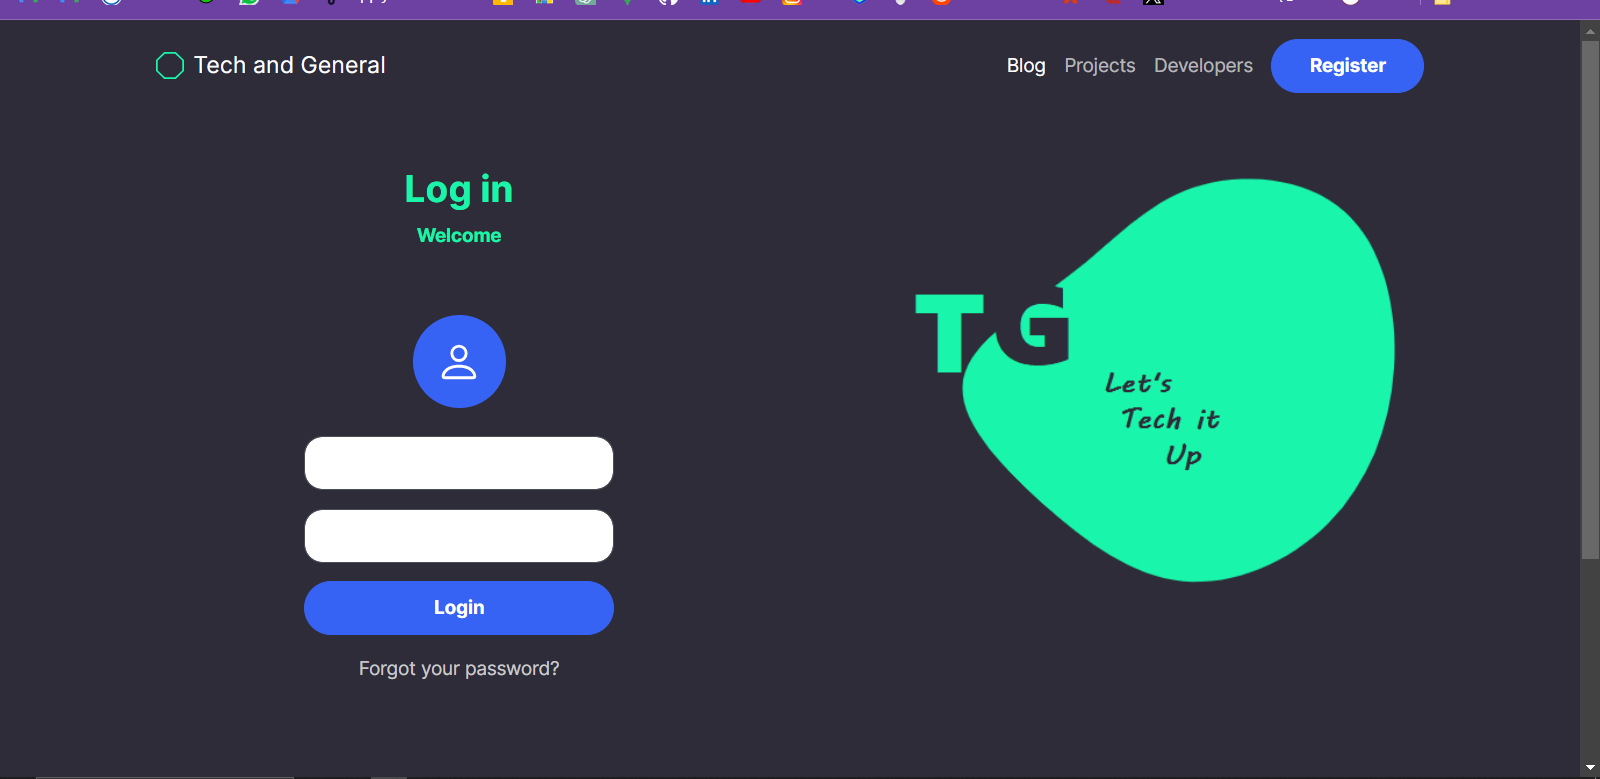 Tech and General
Blog Projects Developers Register
Log in
Welcome
TG
Let's
Tech it
Up
Login
Forgot your password?